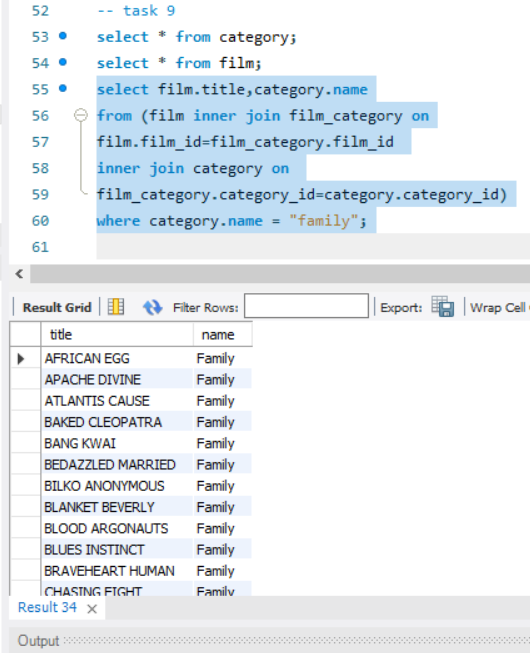 52 -- task 9
53 select * from category;
54 select * from film;
55 select film.title,category.name
56 from (film inner join film_category on
57 film.film_id=film_category.film_id
58 inner join category on
59 film_category.category_id=category.category_id)
60 where category.name = "family";
61
Result Grid Filter Rows: Export: Wrap Cell
title name
AFRICAN EGG Family
APACHE DIVINE Family
ATLANTIS CAUSE Family
BAKED CLEOPATRA Family
BANG KWAI Family
BEDAZZLED MARRIED Family
BILKO ANONYMOUS Family
BLANKET BEVERLY Family
BLOOD ARGONAUTS Family
BLUES INSTINCT Family
BRAVEHEART HUMAN Family
CHASING FIGHT Family
Result 34 ×
Output